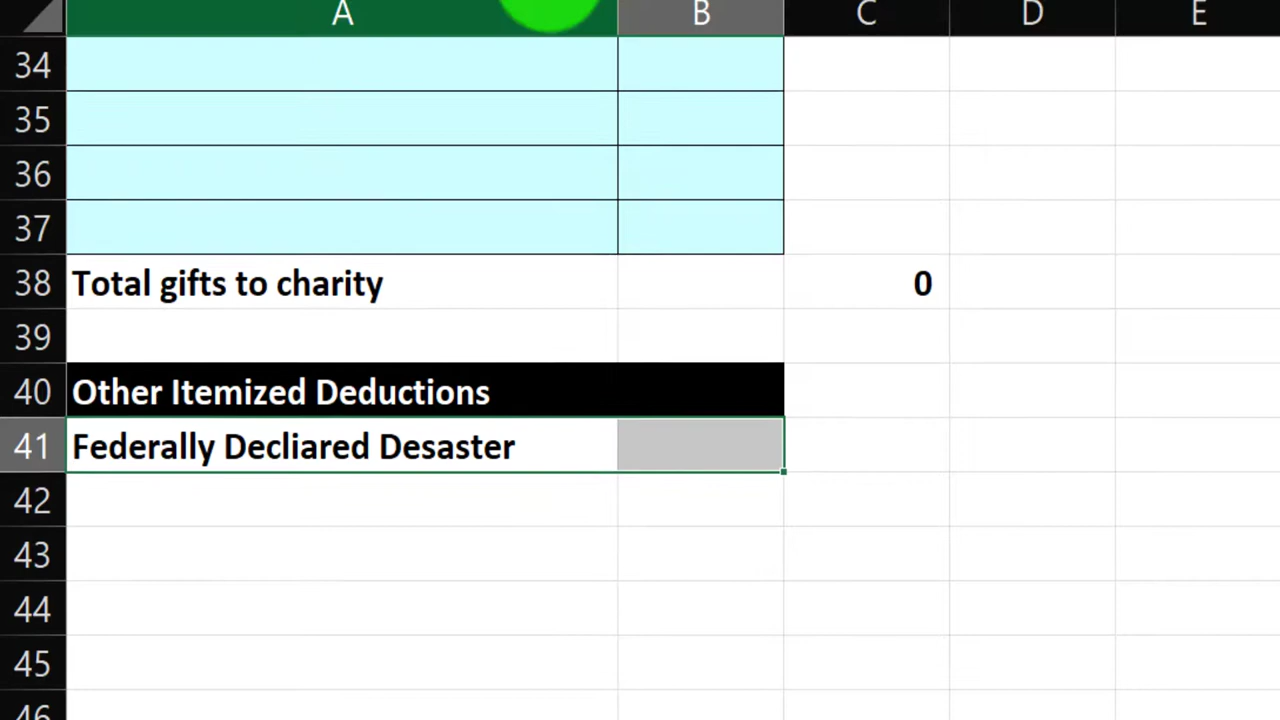 A B C D E
34
35
36
37
38 Total gifts to charity 0
39
40 Other Itemized Deductions
41 Federally Decliared Desaster
42
43
44
45
46